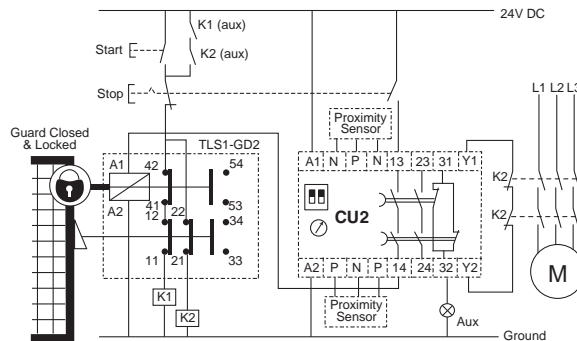 24V DC
K1 (aux)
Start
K2 (aux)
Stop
L1 L2 L3
Proximity
Sensor
Guard Closed
& Locked
TLS1-GD2
A1 42 54
A1 N P N 13 23 31 Y1
K2
A2 41 53
12 22 34
CU2
K2
11 21 33
A2 P N P 14 24 32 Y2
M
K1
K2
Proximity
Sensor
Aux
Ground